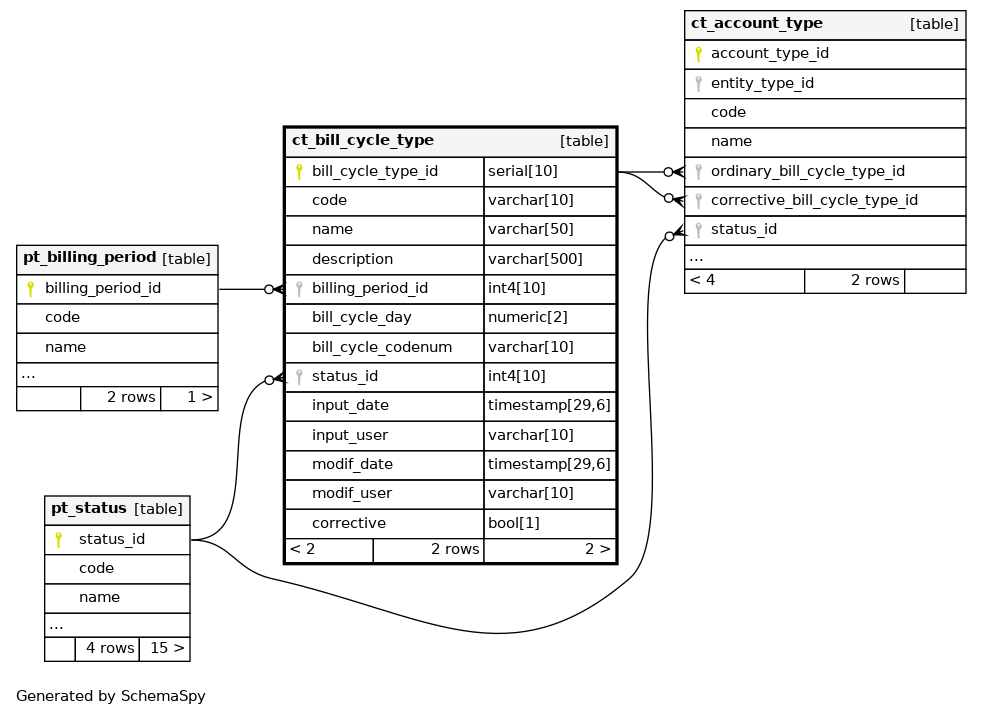 ct_account_type [table]
account_type_id
entity_type_id
code
name
ordinary_bill_cycle_type_id
corrective_bill_cycle_type_id
status_id
...
< 4 2 rows
ct_bill_cycle_type [table]
bill_cycle_type_id serial[10]
code varchar[10]
name varchar[50]
description varchar[500]
billing_period_id int4[10]
bill_cycle_day numeric[2]
bill_cycle_codenum varchar[10]
status_id int4[10]
input_date timestamp[29,6]
input_user varchar[10]
modif_date timestamp[29,6]
modif_user varchar[10]
corrective bool[1]
< 2 2 rows 2 >
pt_billing_period [table]
billing_period_id
code
name
...
2 rows 1 >
pt_status [table]
status_id
code
name
...
4 rows 15 >
Generated by SchemaSpy